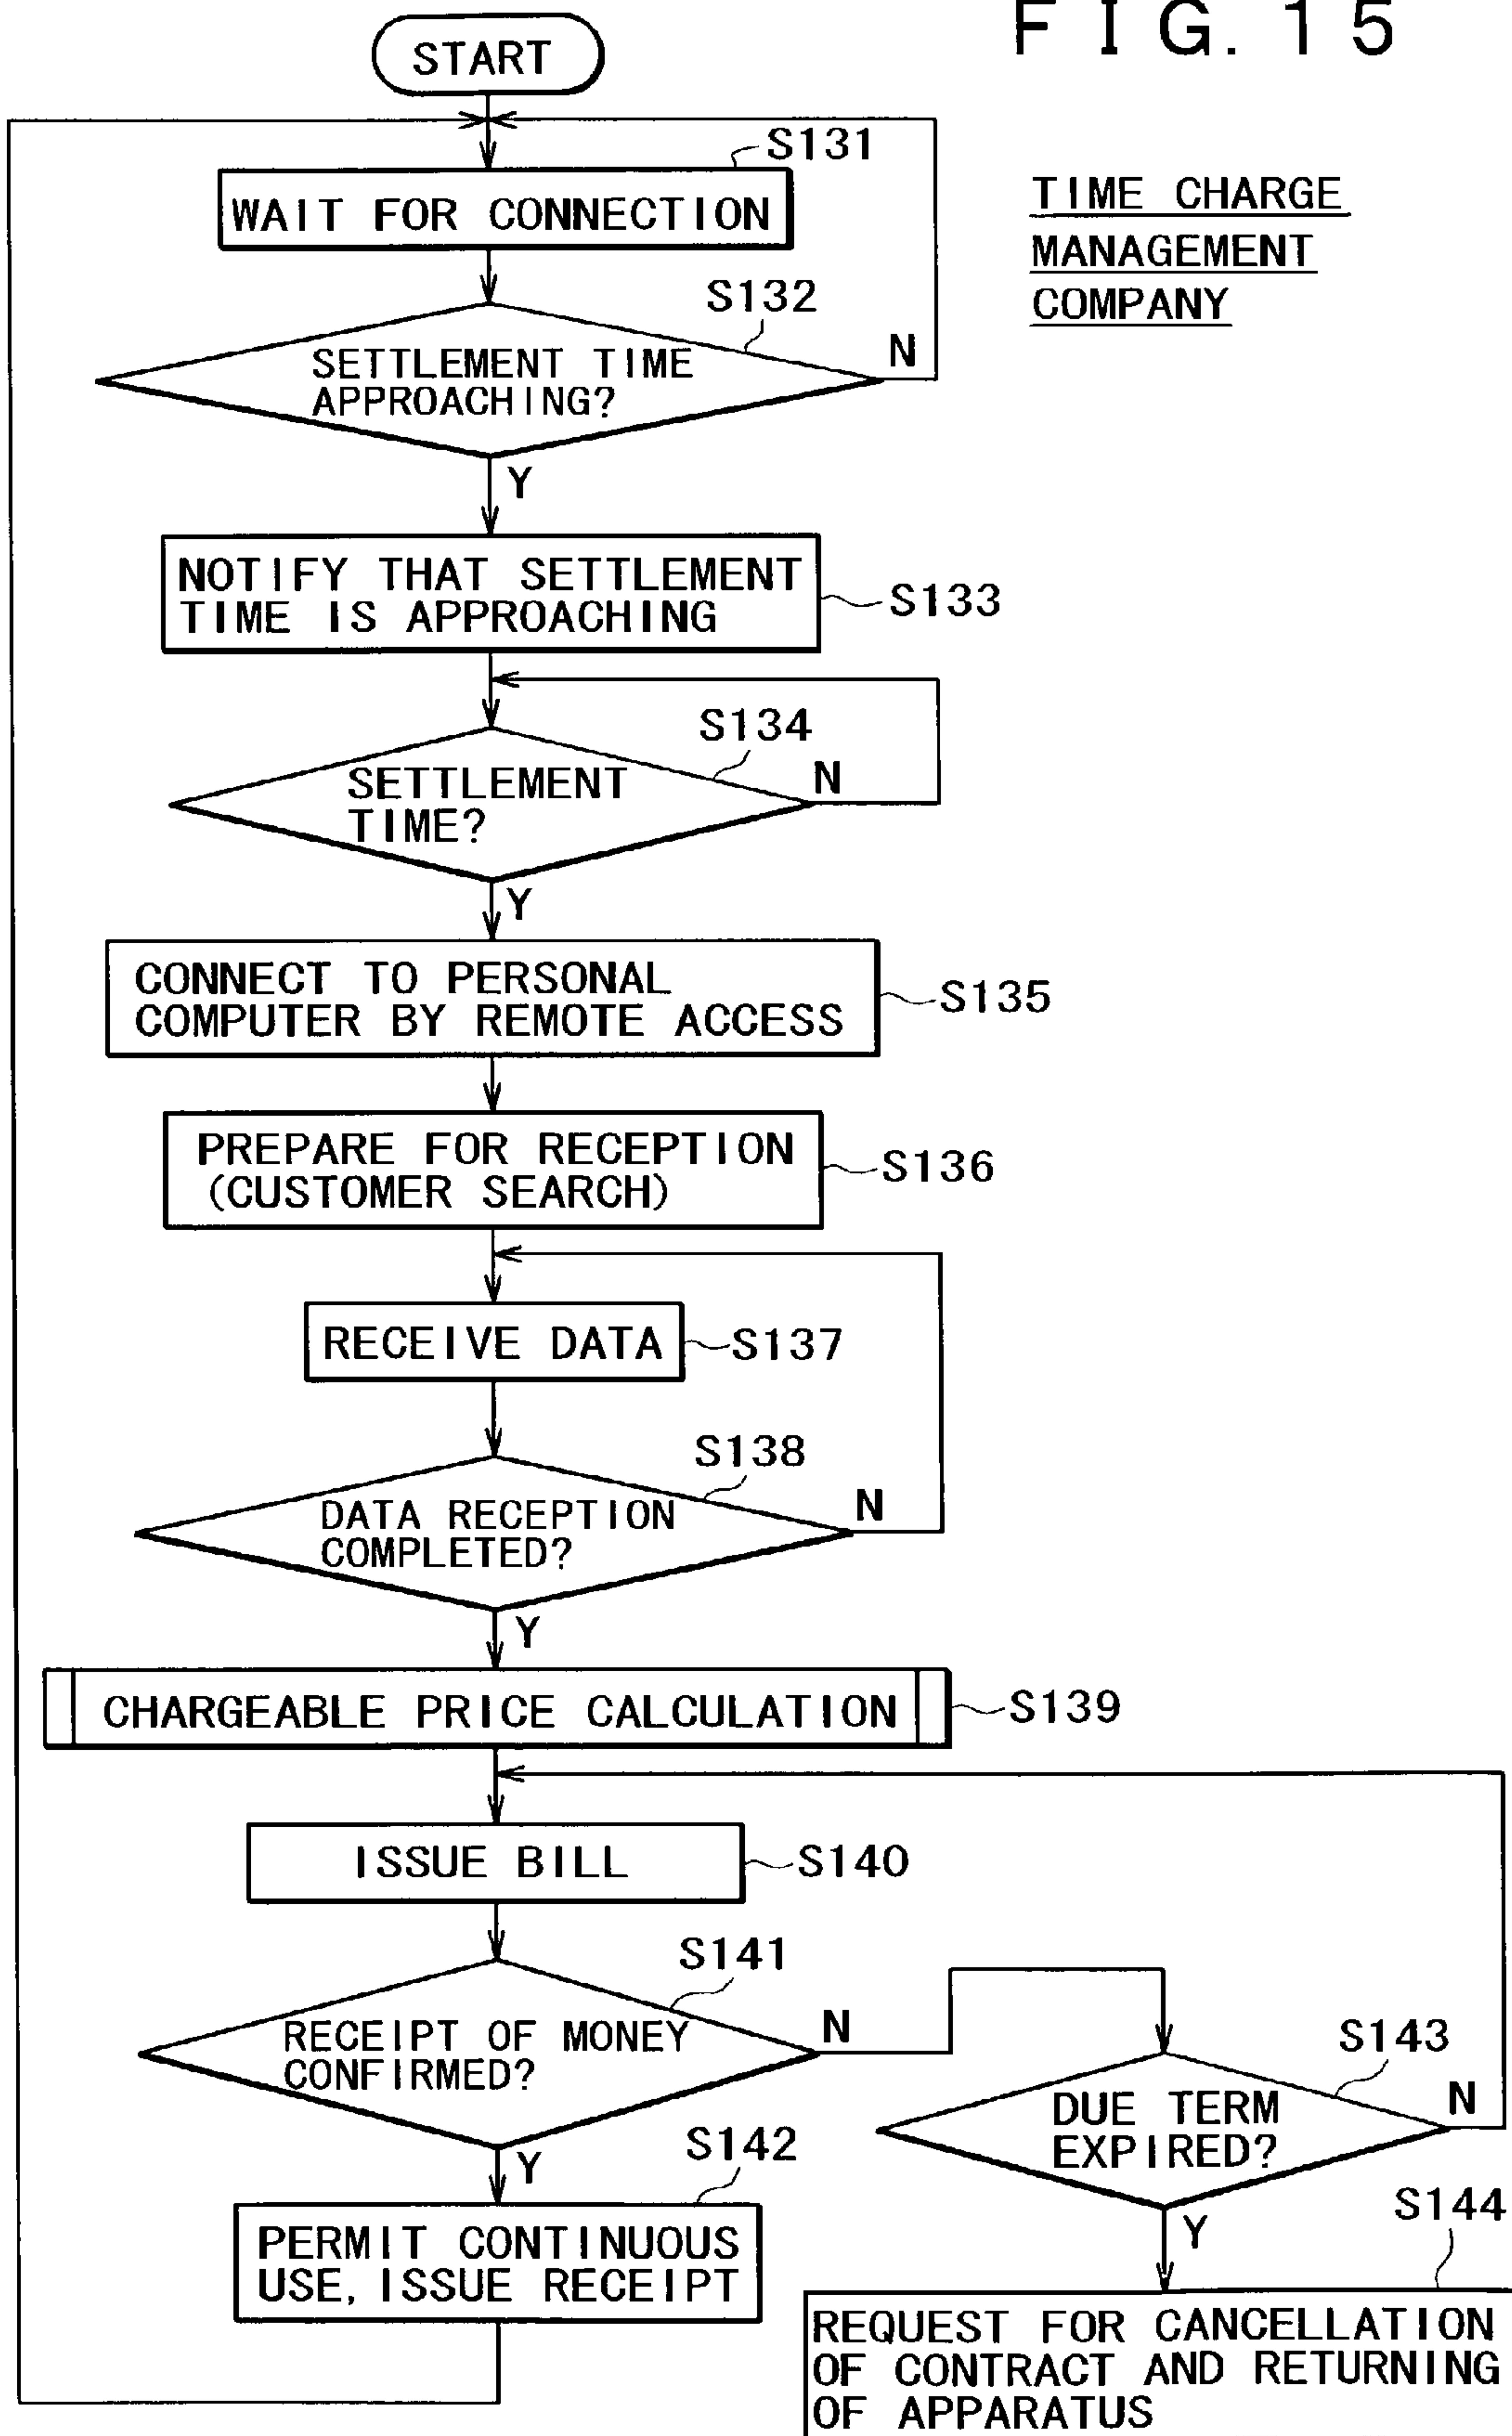 FIG. 15
START
S131
WAIT FOR CONNECTION
TIME CHARGE
MANAGEMENT
COMPANY
S132
SETTLEMENT TIME
APPROACHING?
N
Y
NOTIFY THAT SETTLEMENT
TIME IS APPROACHING
S133
S134
SETTLEMENT
TIME?
N
Y
CONNECT TO PERSONAL
COMPUTER BY REMOTE ACCESS
S135
PREPARE FOR RECEPTION
(CUSTOMER SEARCH)
S136
RECEIVE DATA
S137
S138
DATA RECEPTION
COMPLETED?
N
Y
CHARGEABLE PRICE CALCULATION
S139
ISSUE BILL
S140
S141
RECEIPT OF MONEY
CONFIRMED?
N
Y
S142
PERMIT CONTINUOUS
USE, ISSUE RECEIPT
S143
DUE TERM
EXPIRED?
N
Y
S144
REQUEST FOR CANCELLATION
OF CONTRACT AND RETURNING
OF APPARATUS